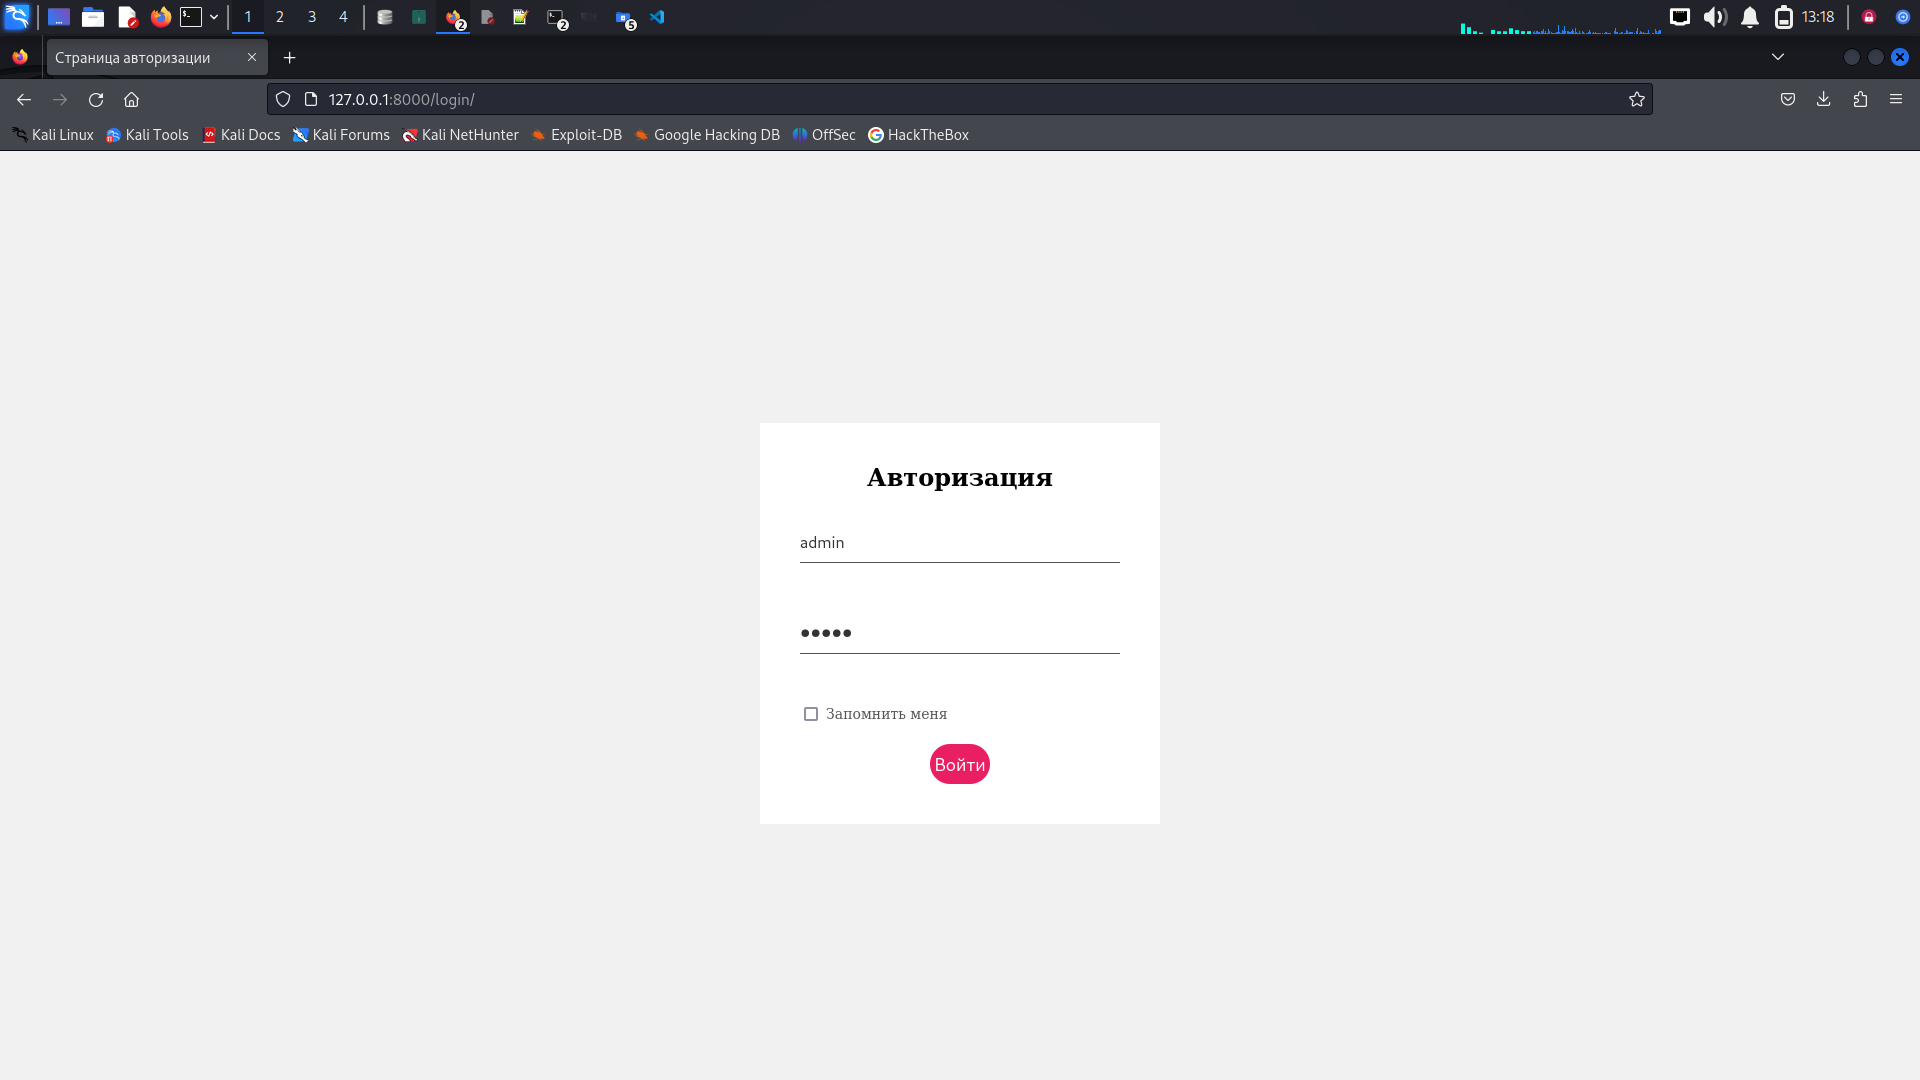 1 2 3 4 2 2 5 13:18
Страница авторизации
127.0.0.1:8000/login/
Kali Linux Kali Tools Kali Docs Kali Forums Kali NetHunter Exploit-DB Google Hacking DB OffSec HackTheBox
Авторизация
admin
Запомнить меня
Войти